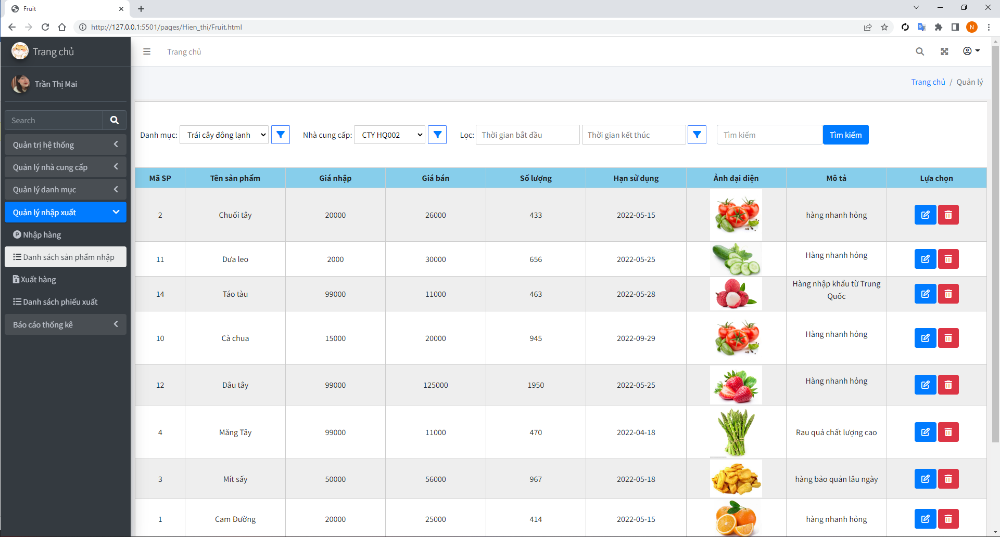 Fruit
http://127.0.0.1:5501/pages/Hien_thi/Fruit.html
N
Trang chủ
Trang chủ
Trần Thị Mai
Trang chủ / Quản lý
Search
Quản trị hệ thống
Quản lý nhà cung cấp
Quản lý danh mục
Quản lý nhập xuất
Nhập hàng
Danh sách sản phẩm nhập
Xuất hàng
Danh sách phiếu xuất
Báo cáo thống kê
Danh mục: Trái cây đông lạnh Nhà cung cấp: CTY HQ002 Lọc: Thời gian bắt đầu Thời gian kết thúc Tìm kiếm Tìm kiếm
Mã SP Tên sản phẩm Giá nhập Giá bán Số lượng Hạn sử dụng Ảnh đại diện Mô tả Lựa chọn
2 Chuối tây 20000 26000 433 2022-05-15 hàng nhanh hỏng
11 Dưa leo 2000 30000 656 2022-05-25 Hàng nhanh hỏng
14 Táo tàu 99000 11000 463 2022-05-28 Hàng nhập khẩu từ Trung
Quốc
10 Cà chua 15000 20000 945 2022-09-29 Hàng nhanh hỏng
12 Dâu tây 99000 125000 1950 2022-05-25 Hàng nhanh hỏng
4 Măng Tây 99000 11000 470 2022-04-18 Rau quả chất lượng cao
3 Mít sấy 50000 56000 967 2022-05-18 hàng bảo quản lâu ngày
1 Cam Đường 20000 25000 414 2022-05-15 hàng nhanh hỏng